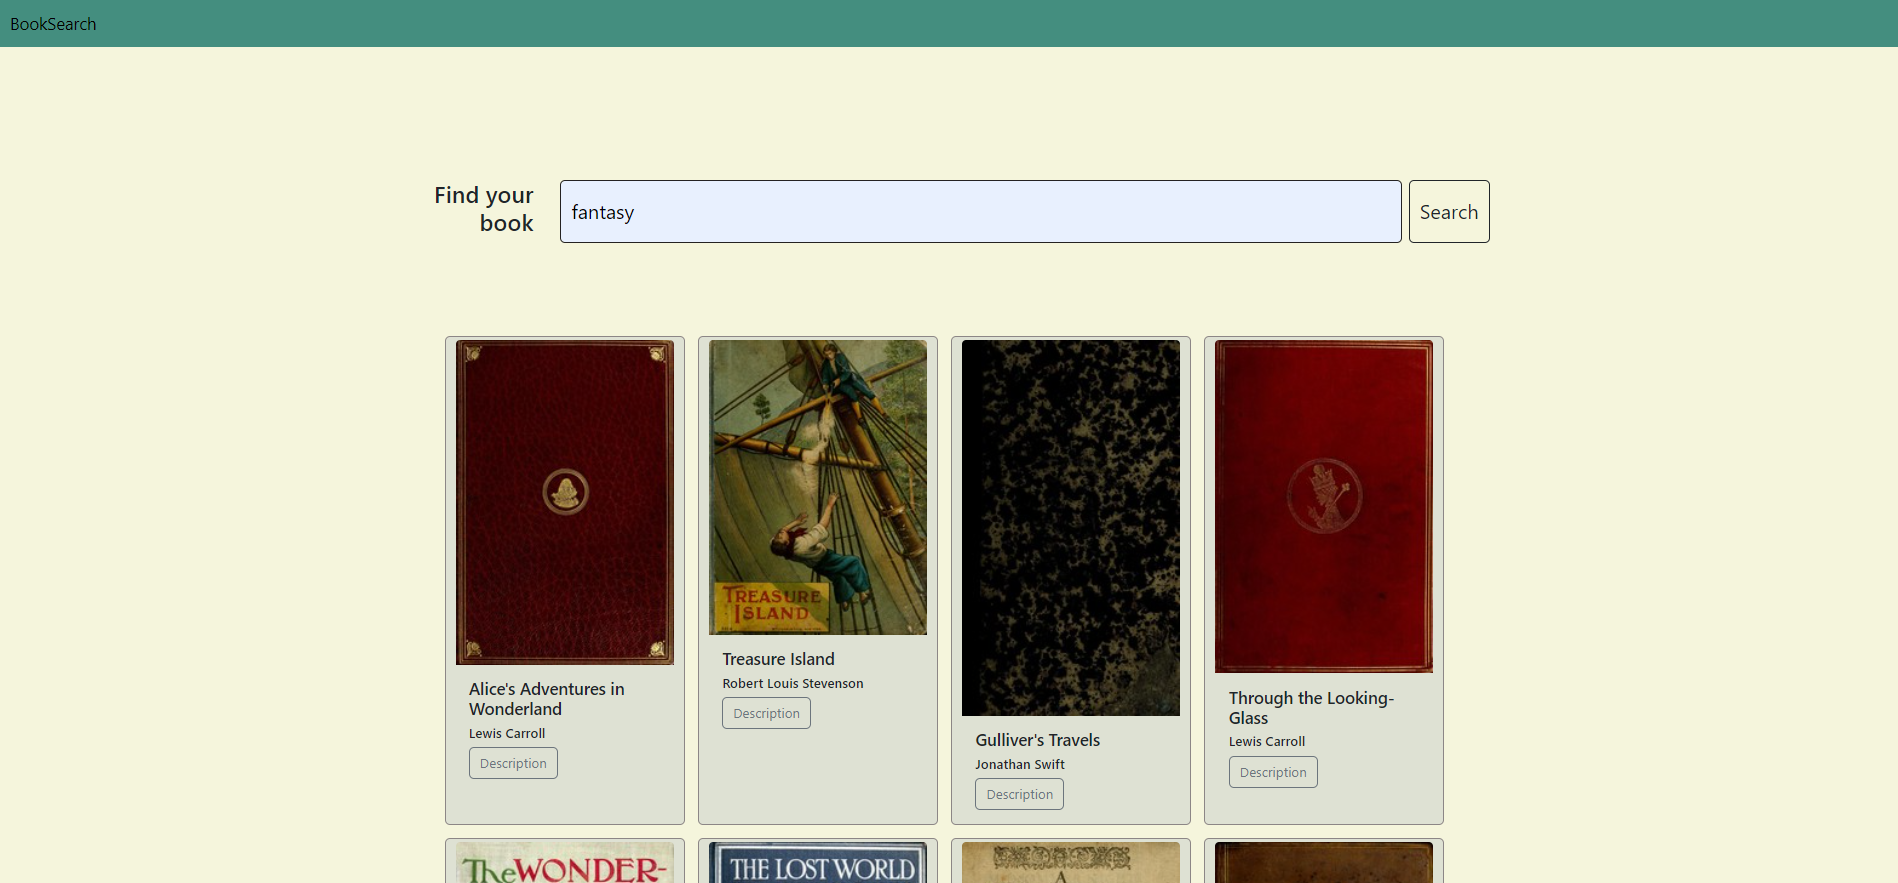 BookSearch
Find your
book
fantasy
Search
TREASURE
ISLAND
Alice's Adventures in
Wonderland
Lewis Carroll
Description
Treasure Island
Robert Louis Stevenson
Description
Gulliver's Travels
Jonathan Swift
Description
Through the Looking-
Glass
Lewis Carroll
Description
The WONDER-
THE LOST WORLD
A